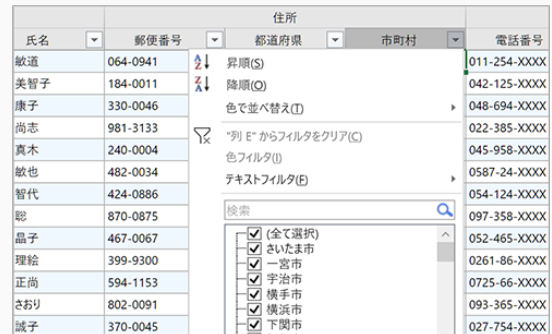 住所
氏名 郵便番号 都道府県 市町村 電話番号
敏道 064-0941 011-254-XXXX
美智子 184-0011 042-125-XXXX
康子 330-0046 048-694-XXXX
尚志 981-3133 022-385-XXXX
真木 240-0004 045-958-XXXX
敏也 482-0034 0587-24-XXXX
智代 424-0886 054-124-XXXX
聡 870-0875 097-358-XXXX
晶子 467-0067 052-465-XXXX
理絵 399-9300 0261-86-XXXX
正尚 594-1153 0725-66-XXXX
さおり 802-0091 093-365-XXXX
誠子 370-0045 027-754-XXXX
昇順(S)
降順(O)
色で並べ替え(T)
"列 E" からフィルタをクリア(C)
色フィルタ(I)
テキストフィルタ(F)
検索
(全て選択)
さいたま市
一宮市
宇治市
横手市
横浜市
下関市